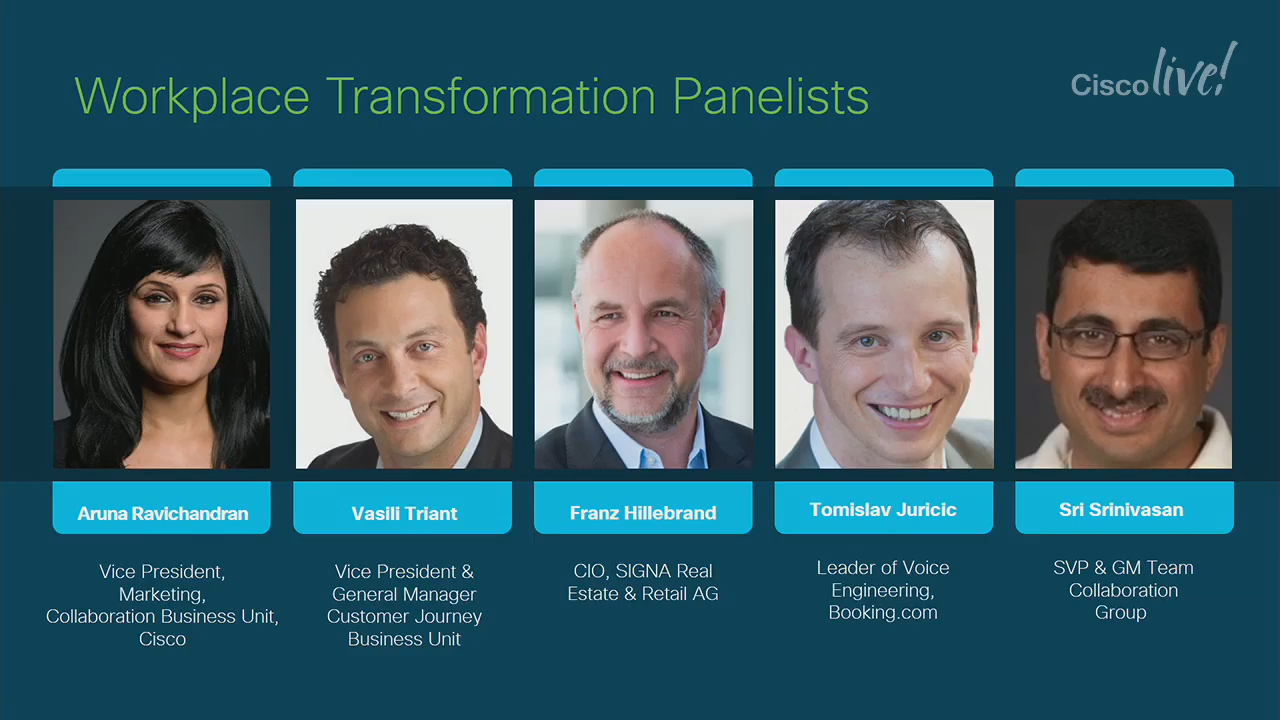 Workplace Transformation Panelists
Cisco live!
Aruna Ravichandran
Vice President,
Marketing,
Collaboration Business Unit,
Cisco
Vasili Triant
Vice President &
General Manager
Customer Journey
Business Unit
Franz Hillebrand
CIO, SIGNA Real
Estate & Retail AG
Tomislav Juricic
Leader of Voice
Engineering,
Booking.com
Sri Srinivasan
SVP & GM Team
Collaboration
Group